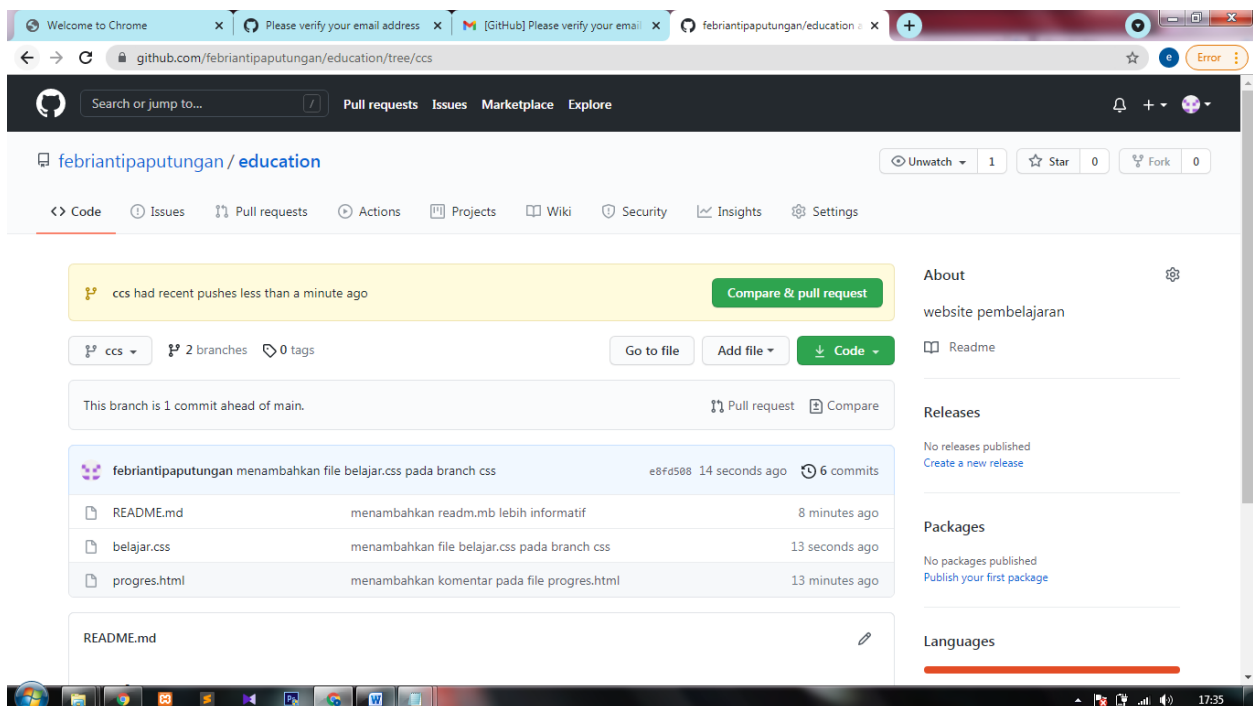 Welcome to Chrome
Please verify your email address
[GitHub] Please verify your email
febriantipaputungan/education a
github.com/febriantipaputungan/education/tree/ccs
e
Error
Search or jump to...
/
Pull requests Issues Marketplace Explore
febriantipaputungan / education
Unwatch 1
Star 0
Fork 0
<> Code
Issues
Pull requests
Actions
Projects
Wiki
Security
Insights
Settings
ccs had recent pushes less than a minute ago
Compare & pull request
ccs
2 branches
0 tags
Go to file
Add file
Code
This branch is 1 commit ahead of main.
Pull request
Compare
febriantipaputungan menambahkan file belajar.css pada branch css
e8fd508 14 seconds ago
6 commits
README.md menambahkan readm.mb lebih informatif 8 minutes ago
belajar.css menambahkan file belajar.css pada branch css 13 seconds ago
progres.html menambahkan komentar pada file progres.html 13 minutes ago
README.md
About
website pembelajaran
Readme
Releases
No releases published
Create a new release
Packages
No packages published
Publish your first package
Languages
17:35